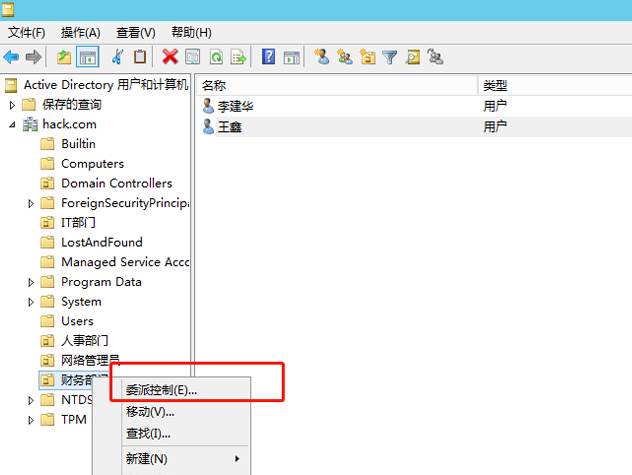 文件(F) 操作(A) 查看(V) 帮助(H)
Active Directory 用户和计算机
保存的查询
hack.com
Builtin
Computers
Domain Controllers
ForeignSecurityPrincipa
IT部门
LostAndFound
Managed Service Acco
Program Data
System
Users
人事部门
网络管理员
财务部门
NTDS
TPM
名称 类型
李建华 用户
王鑫 用户
委派控制(E)...
移动(V)...
查找(I)...
新建(N)